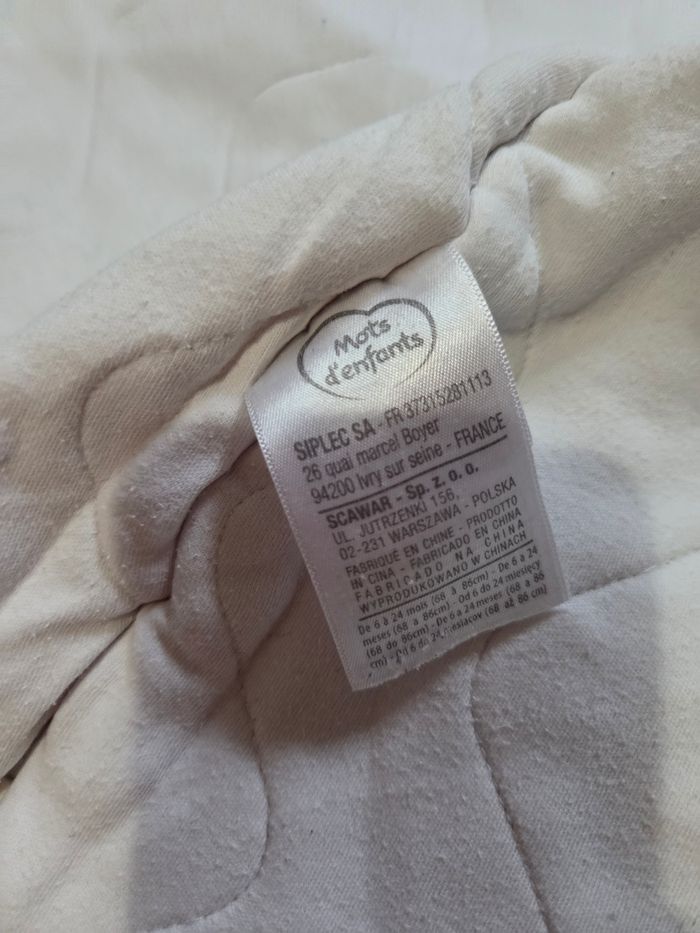 Mots
d'enfants
SIPLEC SA - FR 37315281113
26 quai marcel Boyer
94200 Ivry sur seine - FRANCE
SCAWAR - Sp. z. o. o.
UL. JUTRZENKI 156,
02-231 WARSZAWA - POLSKA
FABRIQUÉ EN CHINE - PRODOTTO
IN CINA - FABRICADO EN CHINA
FABRICADO NA CHINA
WYPRODUKOWANO W CHINACH
De 6 à 24 mois (68 à 86cm) - De 6 a 24
meses (68 a 86cm) - Od 6 do 24 miesięcy
(68 do 86cm) - De 6 a 24 meses (68 a 86
cm) - Od 6 do 24 mesiacov (68 až 86 cm)